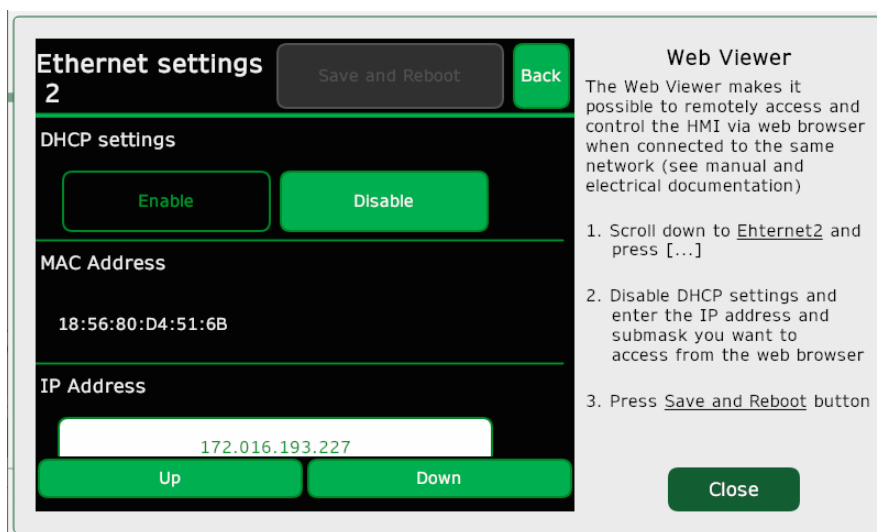 Ethernet settings
2
Save and Reboot
Back
DHCP settings
Enable
Disable
MAC Address
18:56:80:D4:51:6B
IP Address
172.016.193.227
Up
Down
Web Viewer
The Web Viewer makes it
possible to remotely access and
control the HMI via web browser
when connected to the same
network (see manual and
electrical documentation)
1. Scroll down to Ehternet2 and
press [...]
2. Disable DHCP settings and
enter the IP address and
submask you want to
access from the web browser
3. Press Save and Reboot button
Close